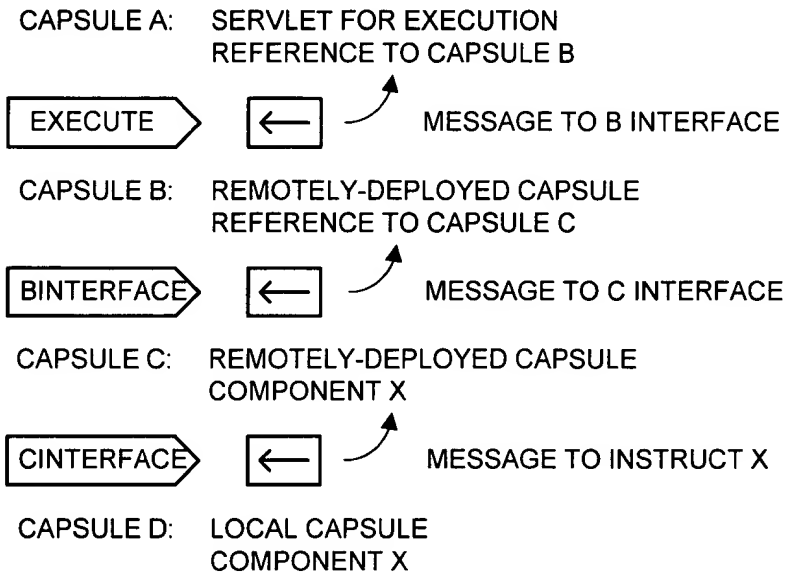 CAPSULE A: SERVLET FOR EXECUTION
REFERENCE TO CAPSULE B
EXECUTE MESSAGE TO B INTERFACE
CAPSULE B: REMOTELY-DEPLOYED CAPSULE
REFERENCE TO CAPSULE C
BINTERFACE MESSAGE TO C INTERFACE
CAPSULE C: REMOTELY-DEPLOYED CAPSULE
COMPONENT X
CINTERFACE MESSAGE TO INSTRUCT X
CAPSULE D: LOCAL CAPSULE
COMPONENT X